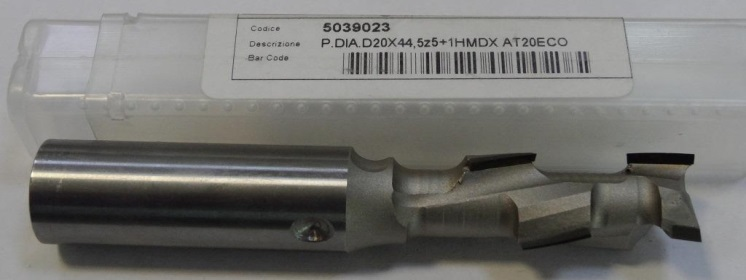 Codice 5039023
Descrizione P.DIA.D20X44,5z5+1HMDX AT20ECO
Bar Code